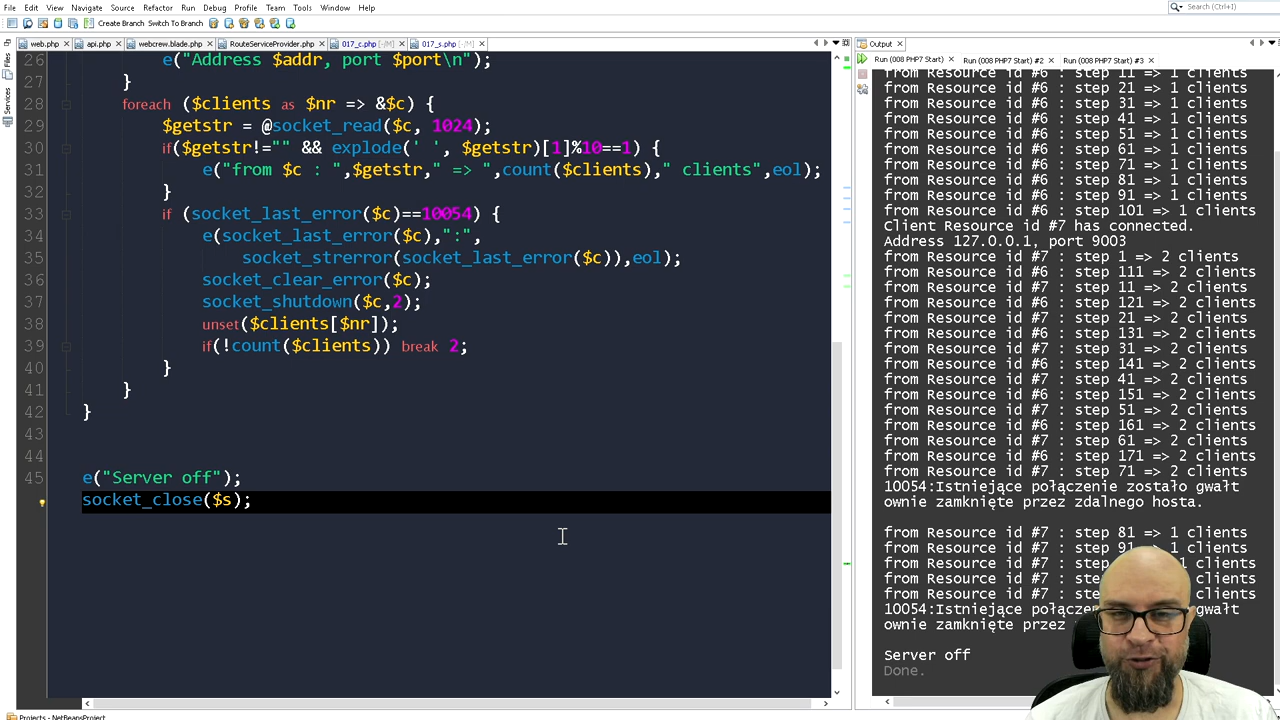 File Edit View Navigate Source Refactor Run Debug Profile Team Tools Window Help
Search (Ctrl+I)
Create Branch Switch To Branch
web.php api.php webcrew.blade.php RouteServiceProvider.php 017_c.php [-/M] 017_s.php [-/M]
Files
Services
26 e("Address $addr, port $port\n");
27 }
28 foreach ($clients as $nr => &$c) {
29 $getstr = @socket_read($c, 1024);
30 if($getstr!="" && explode(' ', $getstr)[1]%10==1) {
31 e("from $c : ",$getstr," => ",count($clients)," clients",eol);
32 }
33 if (socket_last_error($c)==10054) {
34 e(socket_last_error($c),":",
35 socket_strerror(socket_last_error($c)),eol);
36 socket_clear_error($c);
37 socket_shutdown($c,2);
38 unset($clients[$nr]);
39 if(!count($clients)) break 2;
40 }
41 }
42 }
43
44
45 e("Server off");
socket_close($s);
Output
Run (008 PHP7 Start) Run (008 PHP7 Start) #2 Run (008 PHP7 Start) #3
from Resource id #6 : step 11 => 1 clients
from Resource id #6 : step 21 => 1 clients
from Resource id #6 : step 31 => 1 clients
from Resource id #6 : step 41 => 1 clients
from Resource id #6 : step 51 => 1 clients
from Resource id #6 : step 61 => 1 clients
from Resource id #6 : step 71 => 1 clients
from Resource id #6 : step 81 => 1 clients
from Resource id #6 : step 91 => 1 clients
from Resource id #6 : step 101 => 1 clients
Client Resource id #7 has connected.
Address 127.0.0.1, port 9003
from Resource id #7 : step 1 => 2 clients
from Resource id #6 : step 111 => 2 clients
from Resource id #7 : step 11 => 2 clients
from Resource id #6 : step 121 => 2 clients
from Resource id #7 : step 21 => 2 clients
from Resource id #6 : step 131 => 2 clients
from Resource id #7 : step 31 => 2 clients
from Resource id #6 : step 141 => 2 clients
from Resource id #7 : step 41 => 2 clients
from Resource id #6 : step 151 => 2 clients
from Resource id #7 : step 51 => 2 clients
from Resource id #6 : step 161 => 2 clients
from Resource id #7 : step 61 => 2 clients
from Resource id #6 : step 171 => 2 clients
from Resource id #7 : step 71 => 2 clients
10054:Istniejące połączenie zostało gwałt
ownie zamknięte przez zdalnego hosta.
from Resource id #7 : step 81 => 1 clients
from Resource id #7 : step 91 => 1 clients
from Resource id #7 : step => 1 clients
from Resource id #7 : step clients
from Resource id #7 : step clients
10054:Istniejące gwałt
ownie zamknięte przez
Server off
Done.
Projects - NetBeansProject